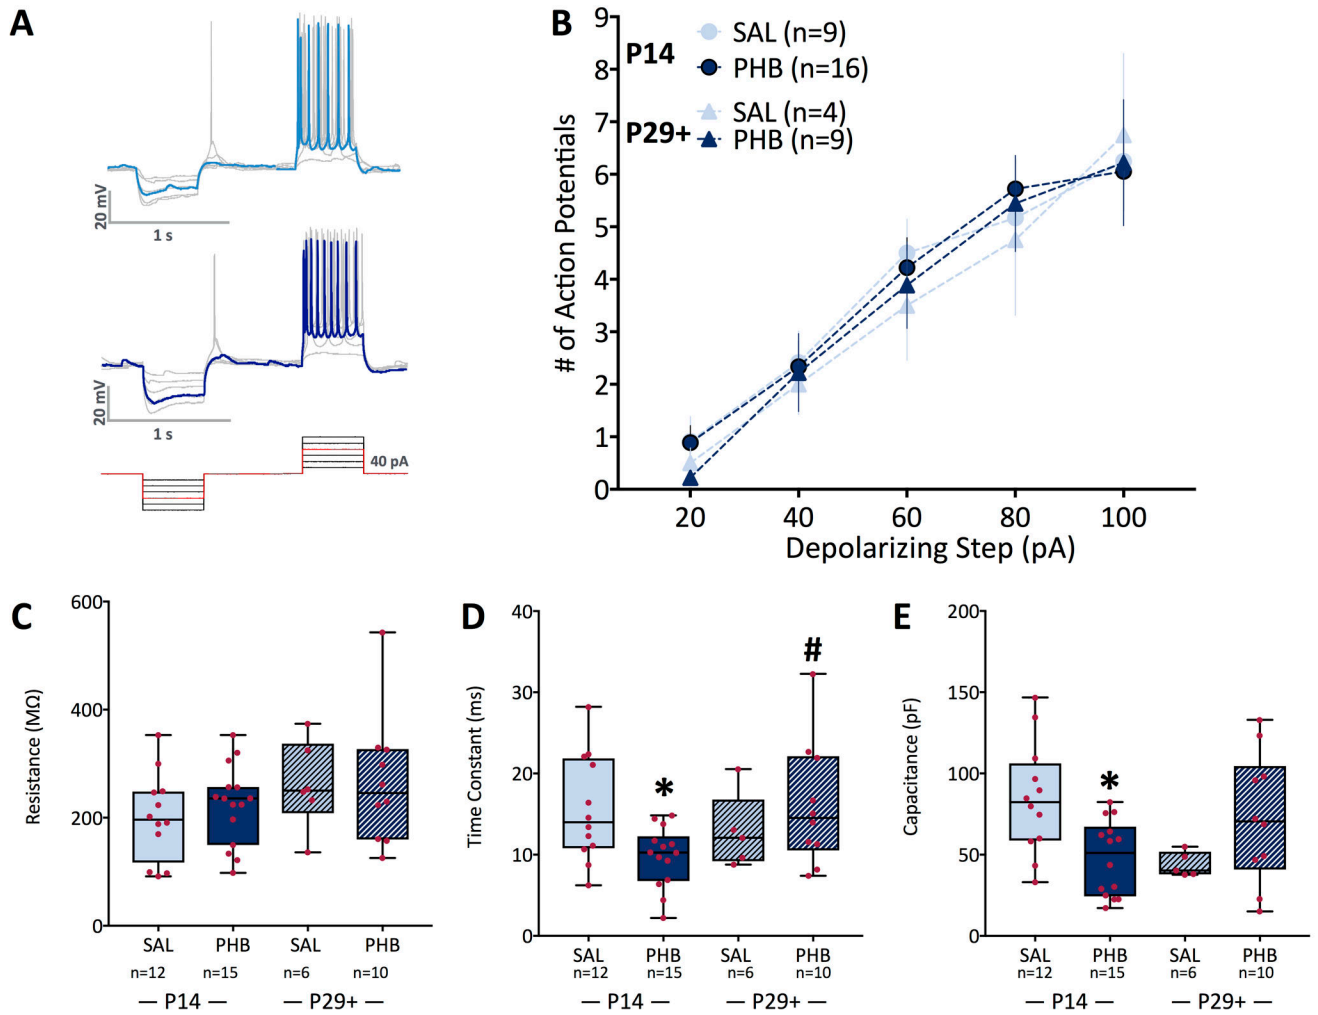 A
20 mV
1 s
20 mV
1 s
40 pA
B
P14
SAL (n=9)
PHB (n=16)
P29+
SAL (n=4)
PHB (n=9)
# of Action Potentials
9
8
7
6
5
4
3
2
1
0
20 40 60 80 100
Depolarizing Step (pA)
C
Resistance (MΩ)
600
400
200
0
SAL PHB SAL PHB
n=12 n=15 n=6 n=10
— P14 — — P29+ —
D
Time Constant (ms)
40
30
20
10
0
*
#
SAL PHB SAL PHB
n=12 n=15 n=6 n=10
— P14 — — P29+ —
E
Capacitance (pF)
200
150
100
50
0
*
SAL PHB SAL PHB
n=12 n=15 n=6 n=10
— P14 — — P29+ —